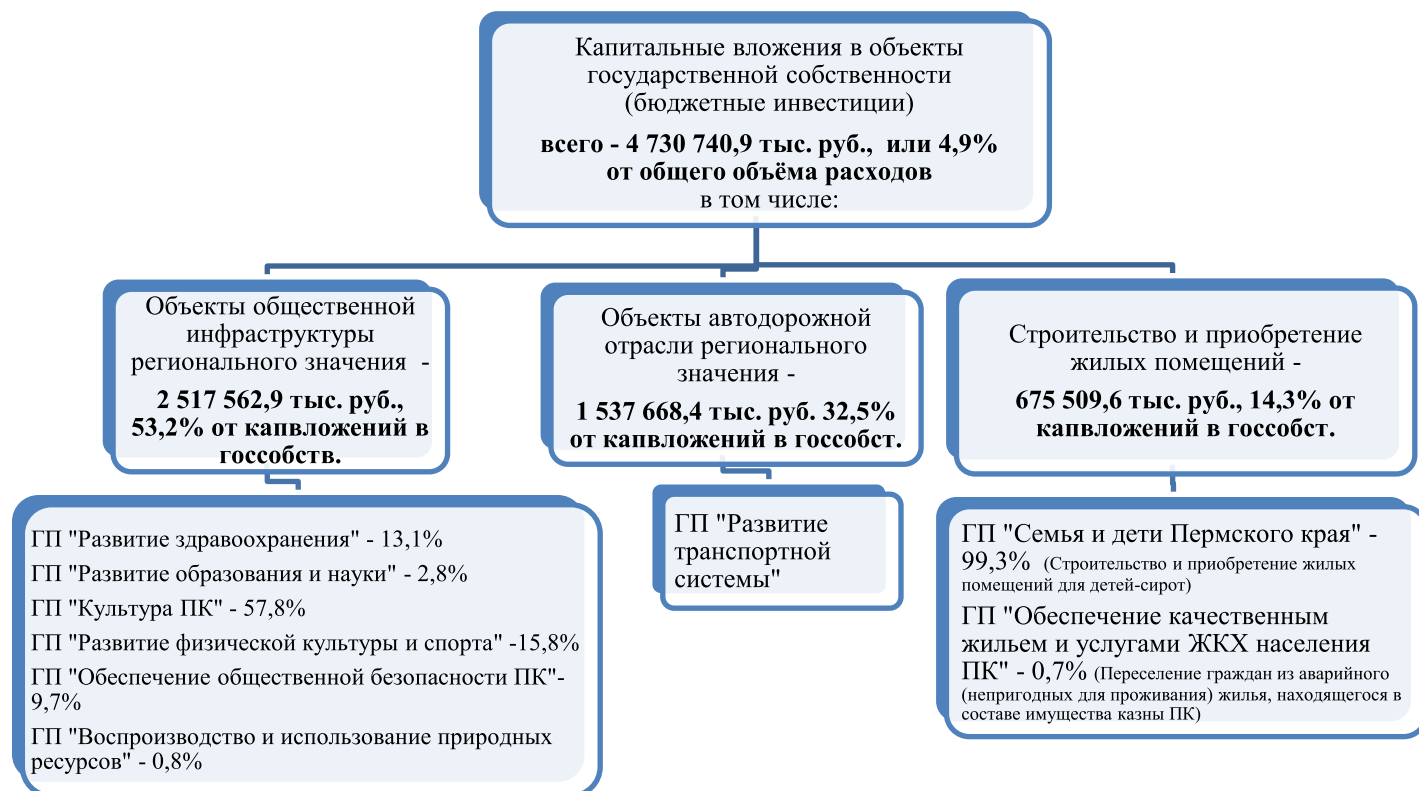 Капитальные вложения в объекты
государственной собственности
(бюджетные инвестиции)
всего - 4 730 740,9 тыс. руб., или 4,9%
от общего объёма расходов
в том числе:
Объекты общественной
инфраструктуры
регионального значения -
2 517 562,9 тыс. руб.,
53,2% от капвложений в
госсобств.
Объекты автодорожной
отрасли регионального
значения -
1 537 668,4 тыс. руб. 32,5%
от капвложений в госсобст.
Строительство и приобретение
жилых помещений -
675 509,6 тыс. руб., 14,3% от
капвложений в госсобст.
ГП "Развитие здравоохранения" - 13,1%
ГП "Развитие образования и науки" - 2,8%
ГП "Культура ПК" - 57,8%
ГП "Развитие физической культуры и спорта" -15,8%
ГП "Обеспечение общественной безопасности ПК"-
9,7%
ГП "Воспроизводство и использование природных
ресурсов" - 0,8%
ГП "Развитие
транспортной
системы"
ГП "Семья и дети Пермского края" -
99,3% (Строительство и приобретение жилых
помещений для детей-сирот)
ГП "Обеспечение качественным
жильем и услугами ЖКХ населения
ПК" - 0,7% (Переселение граждан из аварийного
(непригодных для проживания) жилья, находящегося в
составе имущества казны ПК)